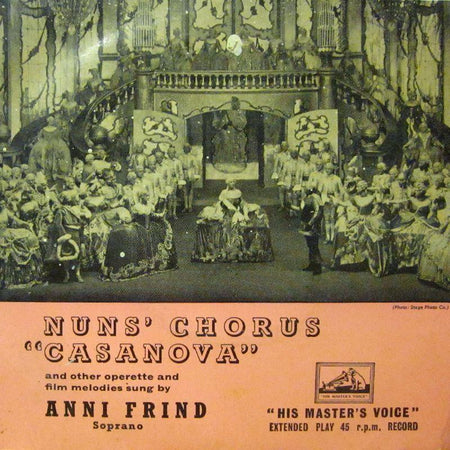 (Photo: Stage Photo Co.)
NUNS' CHORUS
"CASANOVA"
and other operette and
film melodies sung by
ANNI FRIND
Soprano
"HIS MASTER'S VOICE"
"HIS MASTER'S VOICE"
EXTENDED PLAY 45 r.p.m. RECORD